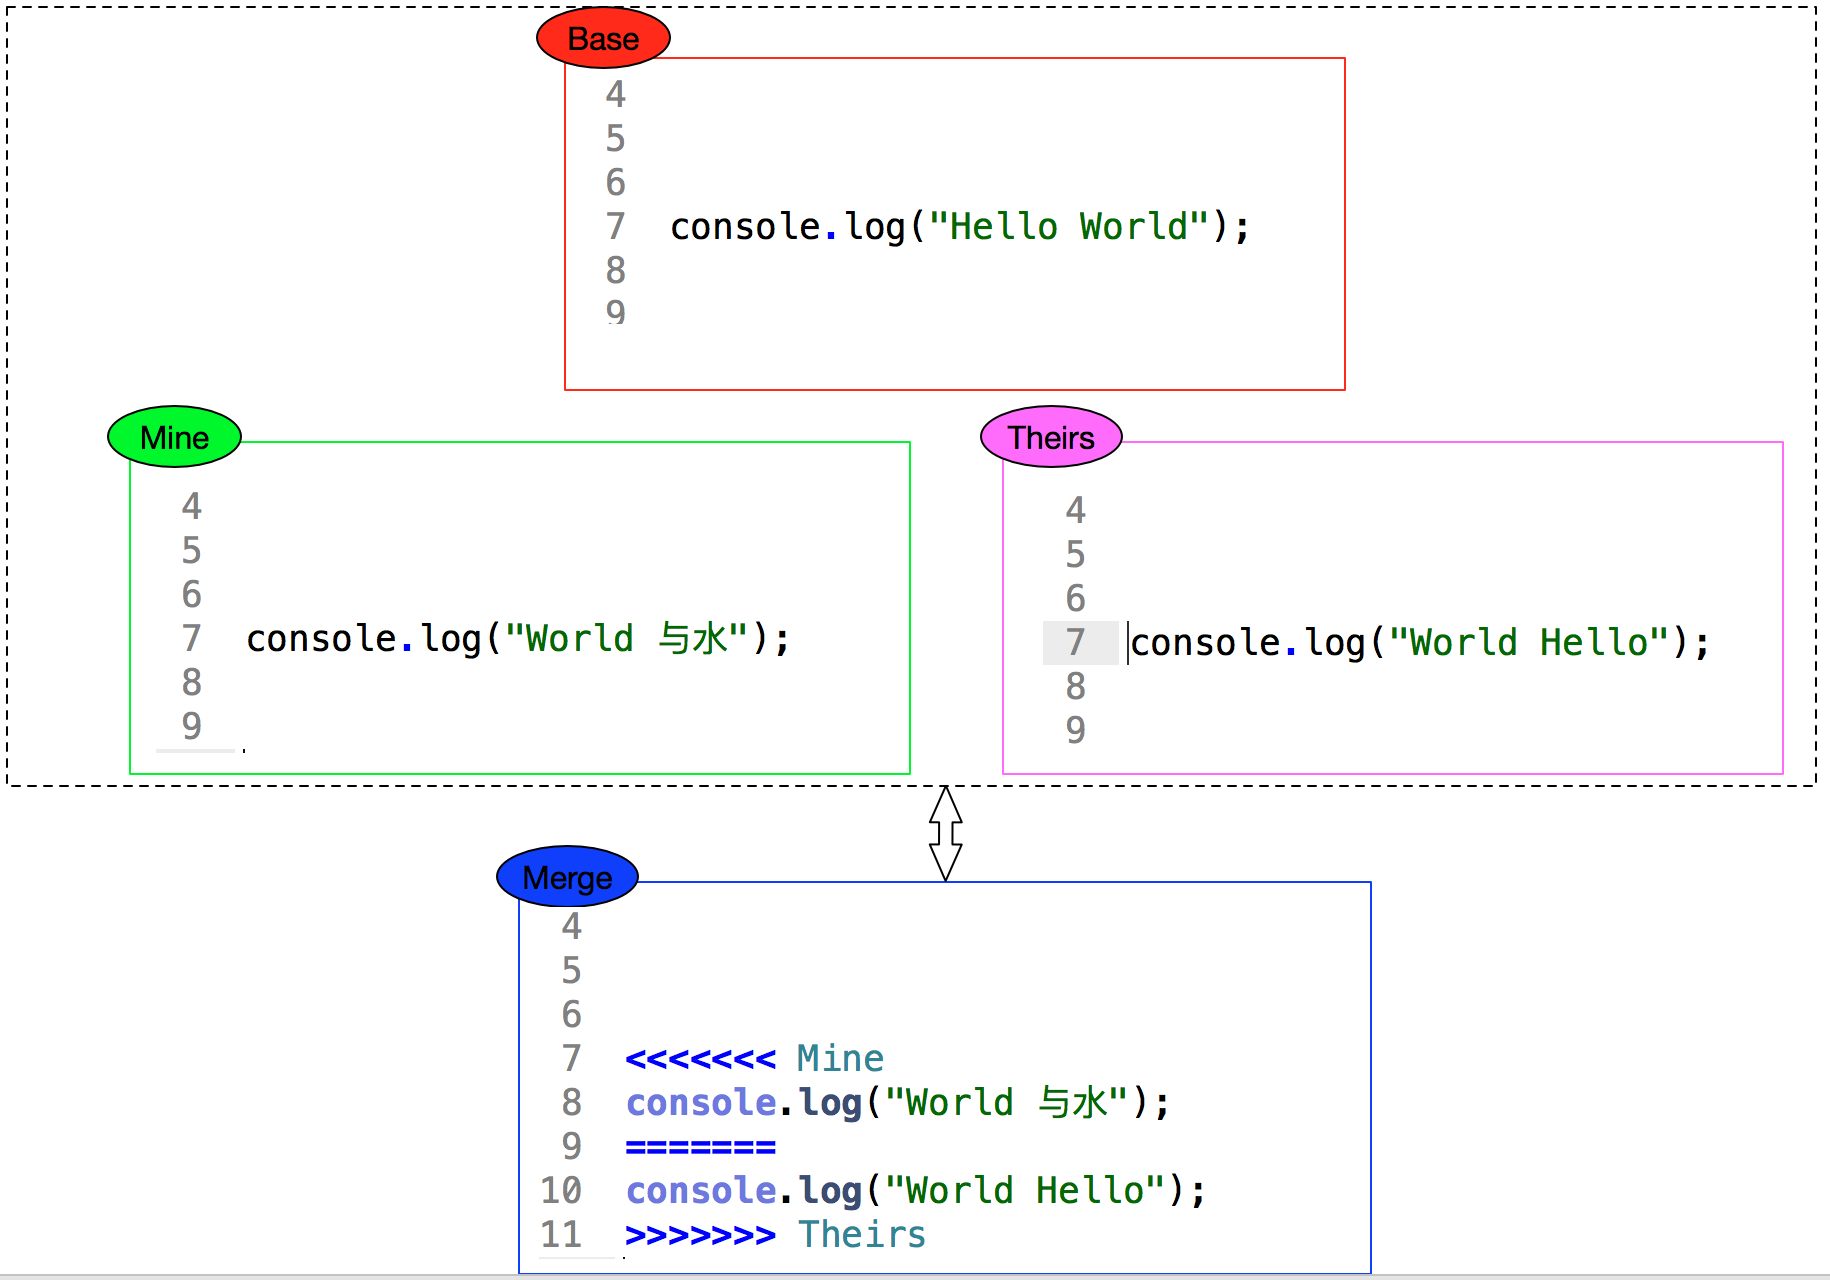 Base
4
5
6
7 console.log("Hello World");
8
9
Mine
4
5
6
7 console.log("World 与水");
8
9
Theirs
4
5
6
7 console.log("World Hello");
8
9
Merge
4
5
6
7 <<<<<<< Mine
8 console.log("World 与水");
9 =======
10 console.log("World Hello");
11 >>>>>>> Theirs